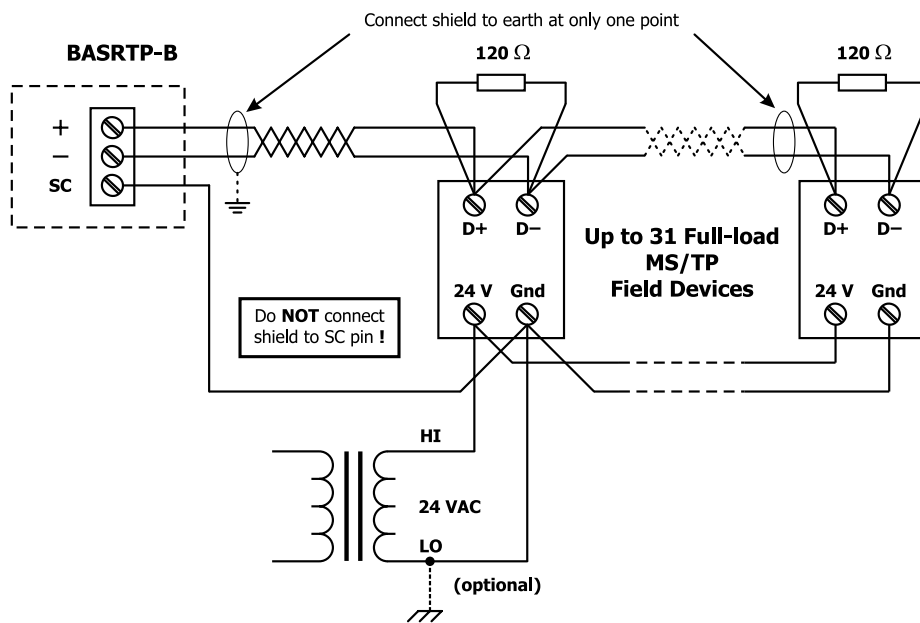 Connect shield to earth at only one point
BASRTP-B
120 Ω
120 Ω
+
−
SC
D+ D−
Up to 31 Full-load
MS/TP
Field Devices
D+ D−
24 V Gnd
24 V Gnd
Do NOT connect
shield to SC pin !
HI
24 VAC
LO
(optional)